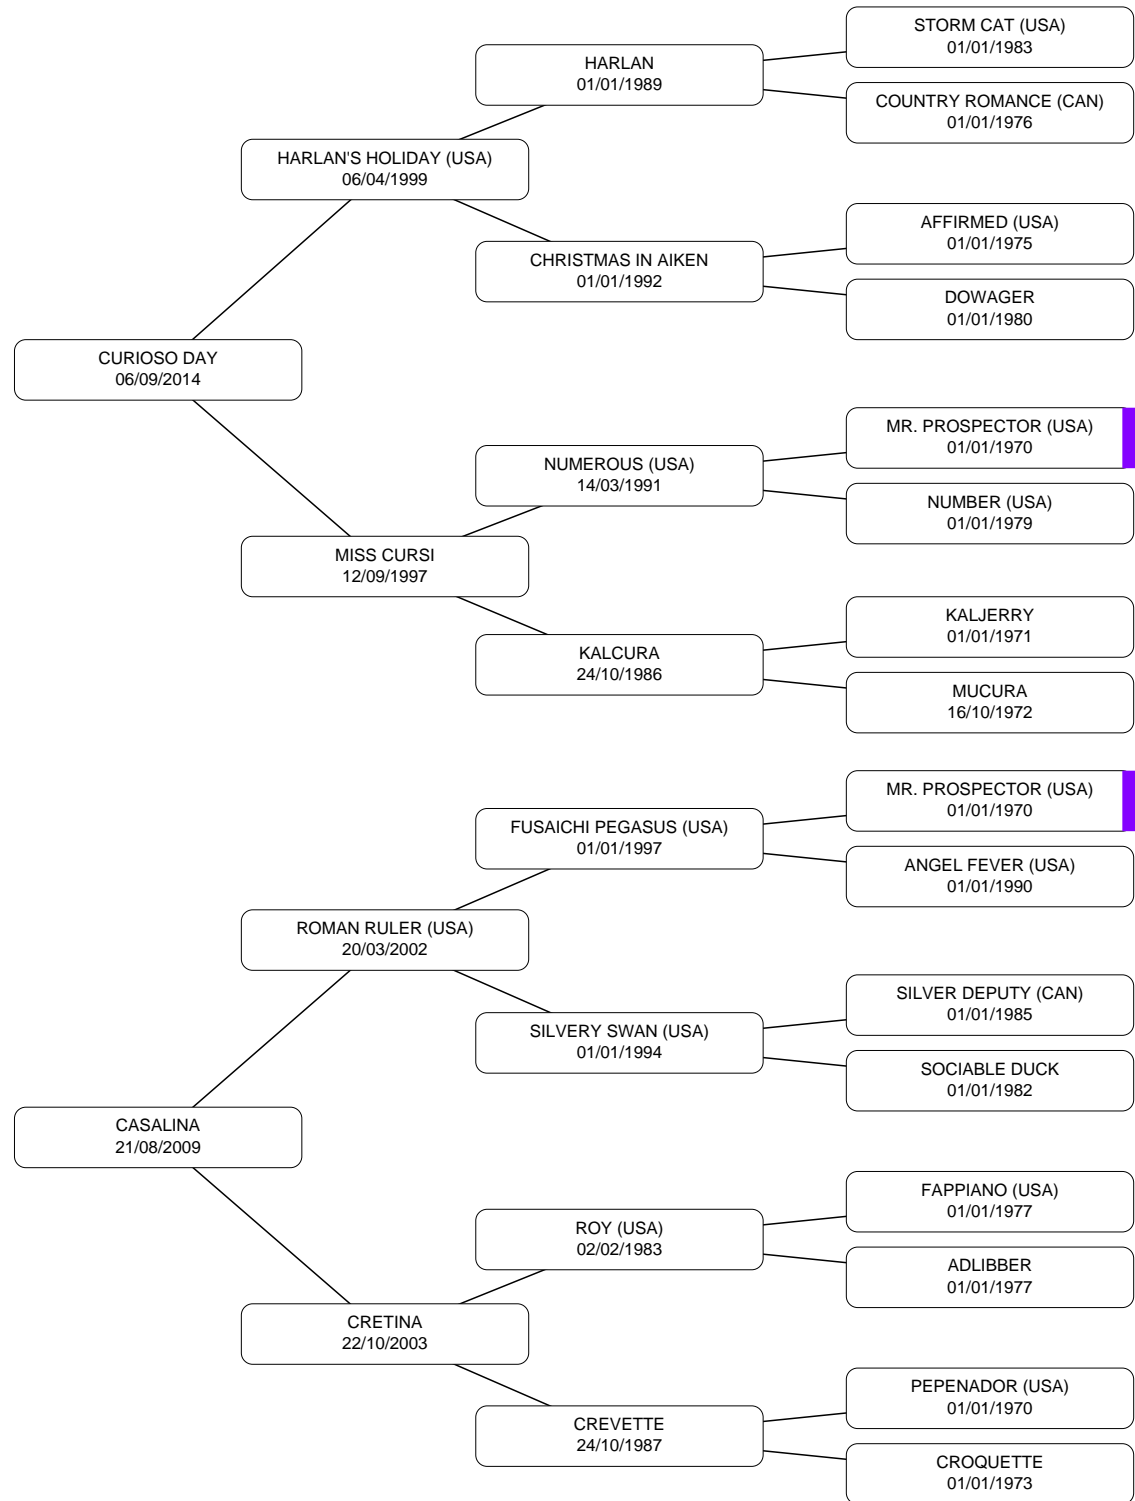 STORM CAT (USA)
01/01/1983
HARLAN
01/01/1989
COUNTRY ROMANCE (CAN)
01/01/1976
HARLAN'S HOLIDAY (USA)
06/04/1999
AFFIRMED (USA)
01/01/1975
CHRISTMAS IN AIKEN
01/01/1992
DOWAGER
01/01/1980
CURIOSO DAY
06/09/2014
MR. PROSPECTOR (USA)
01/01/1970
NUMEROUS (USA)
14/03/1991
NUMBER (USA)
01/01/1979
MISS CURSI
12/09/1997
KALJERRY
01/01/1971
KALCURA
24/10/1986
MUCURA
16/10/1972
MR. PROSPECTOR (USA)
01/01/1970
FUSAICHI PEGASUS (USA)
01/01/1997
ANGEL FEVER (USA)
01/01/1990
ROMAN RULER (USA)
20/03/2002
SILVER DEPUTY (CAN)
01/01/1985
SILVERY SWAN (USA)
01/01/1994
SOCIABLE DUCK
01/01/1982
CASALINA
21/08/2009
FAPPIANO (USA)
01/01/1977
ROY (USA)
02/02/1983
ADLIBBER
01/01/1977
CRETINA
22/10/2003
PEPENADOR (USA)
01/01/1970
CREVETTE
24/10/1987
CROQUETTE
01/01/1973